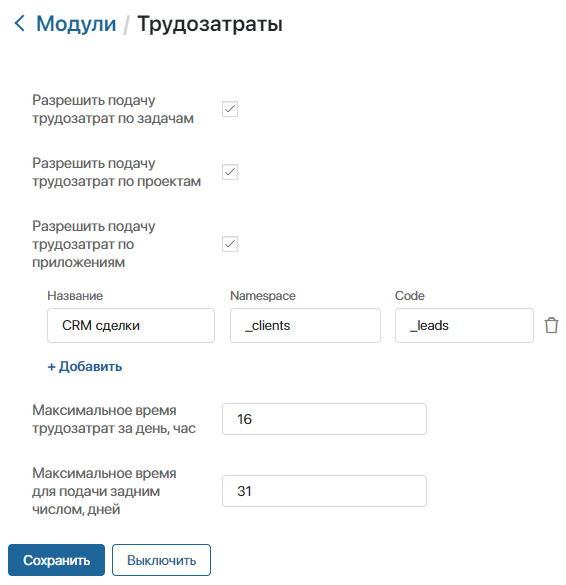 Модули / Трудозатраты
Разрешить подачу
трудозатрат по задачам
Разрешить подачу
трудозатрат по проектам
Разрешить подачу
трудозатрат по
приложениям
Название Namespace Code
CRM сделки _clients _leads
+ Добавить
Максимальное время
трудозатрат за день, час
16
Максимальное время
для подачи задним
числом, дней
31
Сохранить Выключить